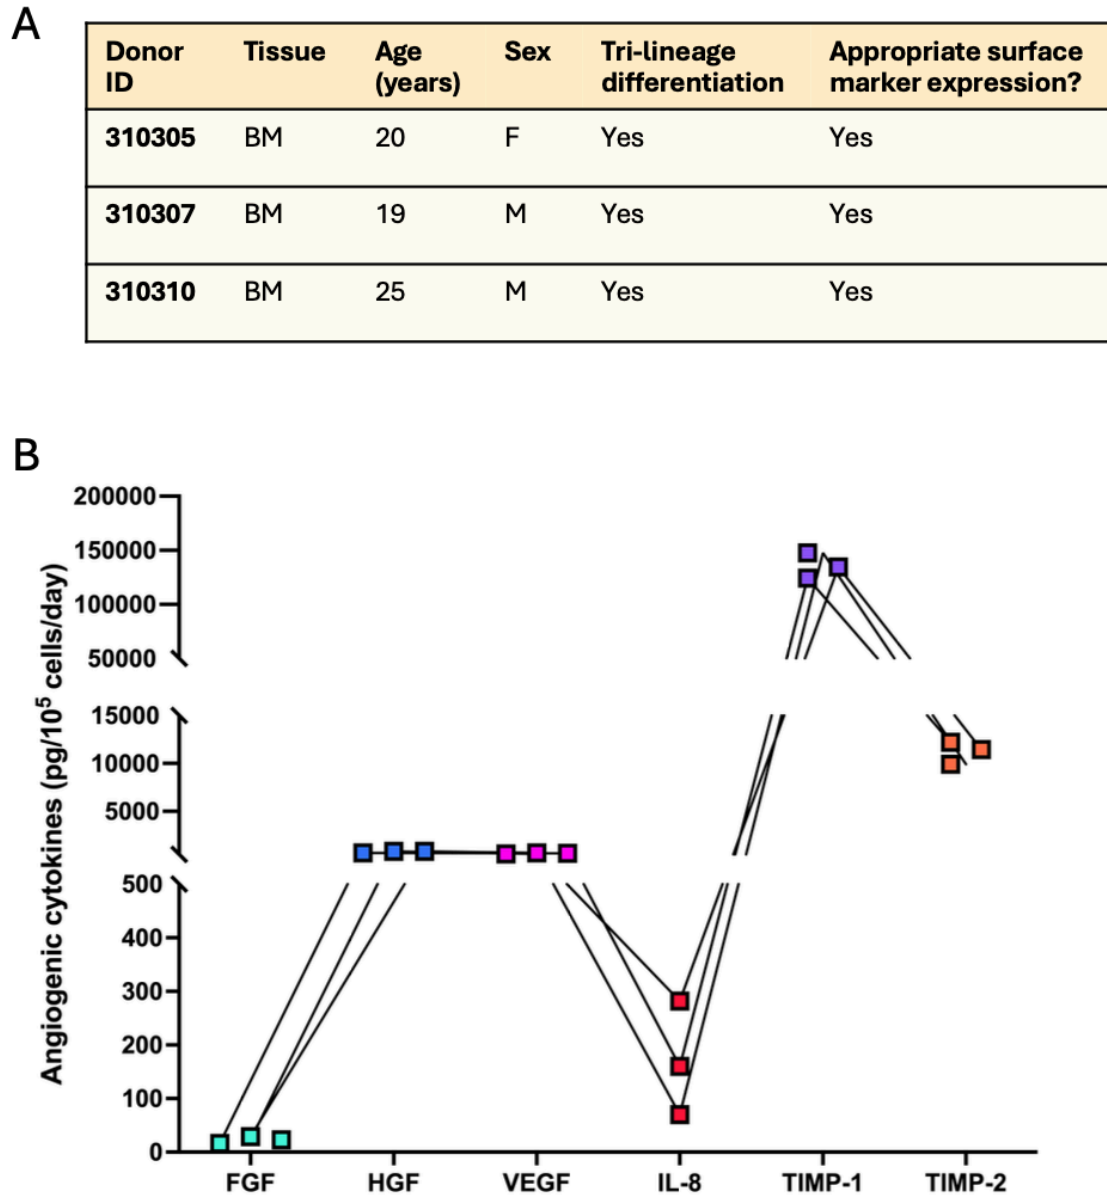 A
Donor ID Tissue Age (years) Sex Tri-lineage differentiation Appropriate surface marker expression?
310305 BM 20 F Yes Yes
310307 BM 19 M Yes Yes
310310 BM 25 M Yes Yes
B
Angiogenic cytokines (pg/10⁵ cells/day)
200000
150000
100000
50000
15000
10000
5000
500
400
300
200
100
0
FGF HGF VEGF IL-8 TIMP-1 TIMP-2